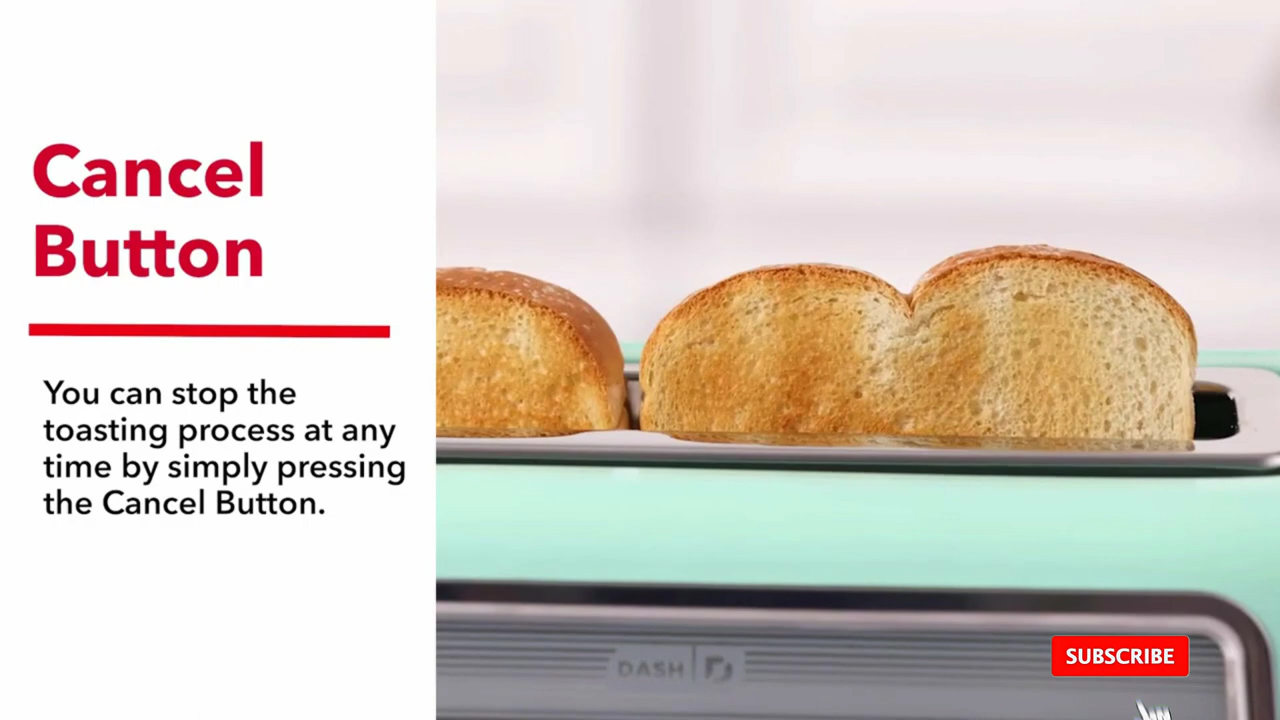 Cancel
Button
You can stop the
toasting process at any
time by simply pressing
the Cancel Button.
DASH
SUBSCRIBE